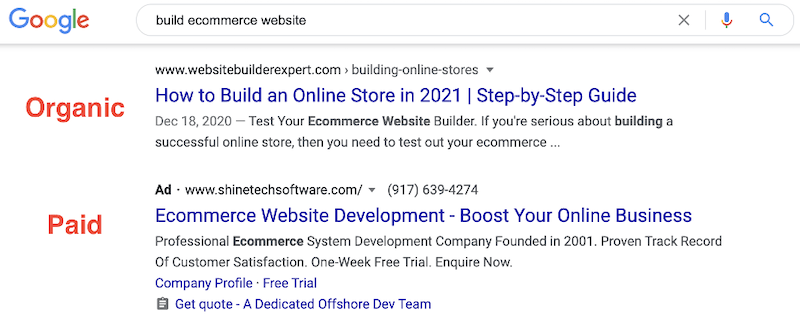 Google build ecommerce website
www.websitebuilderexpert.com › building-online-stores
Organic
How to Build an Online Store in 2021 | Step-by-Step Guide
Dec 18, 2020 — Test Your Ecommerce Website Builder. If you're serious about building a
successful online store, then you need to test out your ecommerce ...
Ad · www.shinetechsoftware.com/ (917) 639-4274
Paid
Ecommerce Website Development - Boost Your Online Business
Professional Ecommerce System Development Company Founded in 2001. Proven Track Record
Of Customer Satisfaction. One-Week Free Trial. Enquire Now.
Company Profile · Free Trial
Get quote - A Dedicated Offshore Dev Team